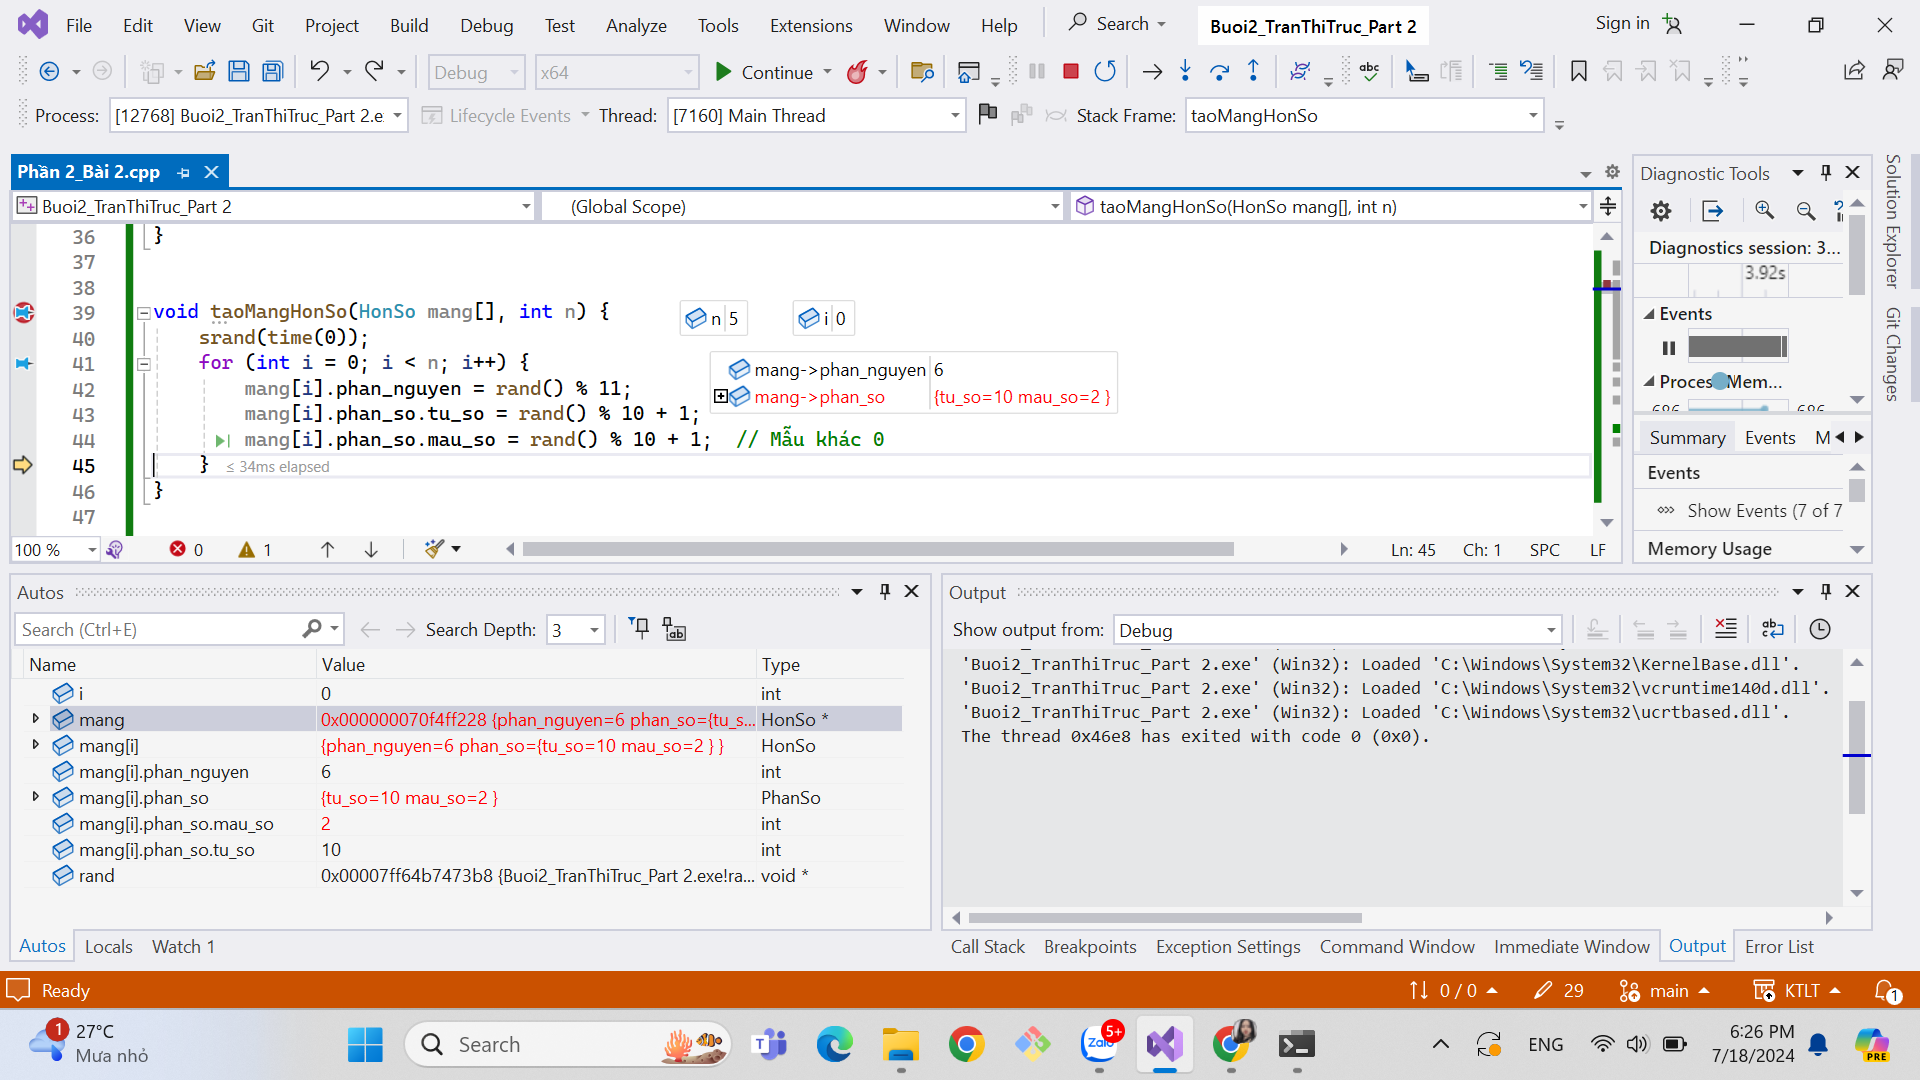 File Edit View Git Project Build Debug Test Analyze Tools Extensions Window Help Search Buoi2_TranThiTruc_Part 2 Sign in
Debug x64 Continue
Process: [12768] Buoi2_TranThiTruc_Part 2.e Lifecycle Events Thread: [7160] Main Thread Stack Frame: taoMangHonSo
Phần 2_Bài 2.cpp
Buoi2_TranThiTruc_Part 2 (Global Scope) taoMangHonSo(HonSo mang[], int n)
36 }
37
38
39 void taoMangHonSo(HonSo mang[], int n) { n 5 i 0
40 srand(time(0));
41 for (int i = 0; i < n; i++) {
42 mang[i].phan_nguyen = rand() % 11;
43 mang[i].phan_so.tu_so = rand() % 10 + 1;
44 mang[i].phan_so.mau_so = rand() % 10 + 1; // Mẫu khác 0
45 } ≤ 34ms elapsed
46 }
47
mang->phan_nguyen 6
mang->phan_so {tu_so=10 mau_so=2 }
100 % 0 1 Ln: 45 Ch: 1 SPC LF
Diagnostic Tools
Diagnostics session: 3...
3.92s
Events
Proces Mem...
686 686
Summary Events M
Events
Show Events (7 of 7
Memory Usage
Solution Explorer
Git Changes
Autos
Search (Ctrl+E) Search Depth: 3
Name Value Type
i 0 int
mang 0x000000070f4ff228 {phan_nguyen=6 phan_so={tu_s... HonSo *
mang[i] {phan_nguyen=6 phan_so={tu_so=10 mau_so=2 } } HonSo
mang[i].phan_nguyen 6 int
mang[i].phan_so {tu_so=10 mau_so=2 } PhanSo
mang[i].phan_so.mau_so 2 int
mang[i].phan_so.tu_so 10 int
rand 0x00007ff64b7473b8 {Buoi2_TranThiTruc_Part 2.exe!ra... void *
Autos Locals Watch 1
Output
Show output from: Debug
'Buoi2_TranThiTruc_Part 2.exe' (Win32): Loaded 'C:\Windows\System32\KernelBase.dll'.
'Buoi2_TranThiTruc_Part 2.exe' (Win32): Loaded 'C:\Windows\System32\vcruntime140d.dll'.
'Buoi2_TranThiTruc_Part 2.exe' (Win32): Loaded 'C:\Windows\System32\ucrtbased.dll'.
The thread 0x46e8 has exited with code 0 (0x0).
Call Stack Breakpoints Exception Settings Command Window Immediate Window Output Error List
Ready 0 / 0 29 main KTLT 1
1 27°C
Mưa nhỏ
Search
Zalo 5+
ENG
6:26 PM
7/18/2024
PRE